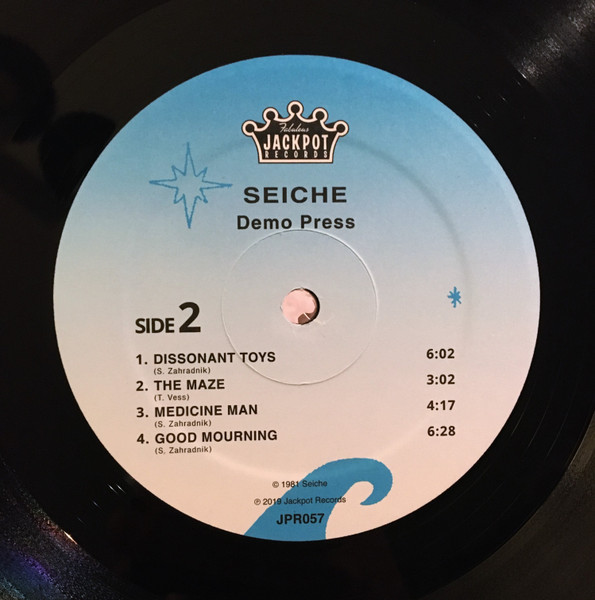 Fabulous
JACKPOT
RECORDS
SEICHE
Demo Press
SIDE 2
1. DISSONANT TOYS 6:02
(S. Zahradnik)
2. THE MAZE 3:02
(T. Vess)
3. MEDICINE MAN 4:17
(S. Zahradnik)
4. GOOD MOURNING 6:28
(S. Zahradnik)
© 1981 Seiche
℗ 2019 Jackpot Records
JPR057